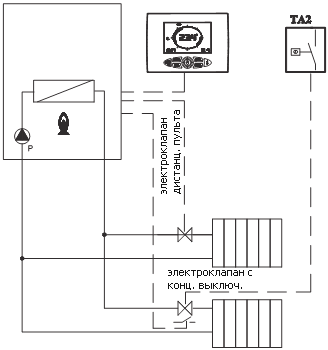 TA2
P
электроклапан
дистанц. пульта
электроклапан с
конц. выключ.